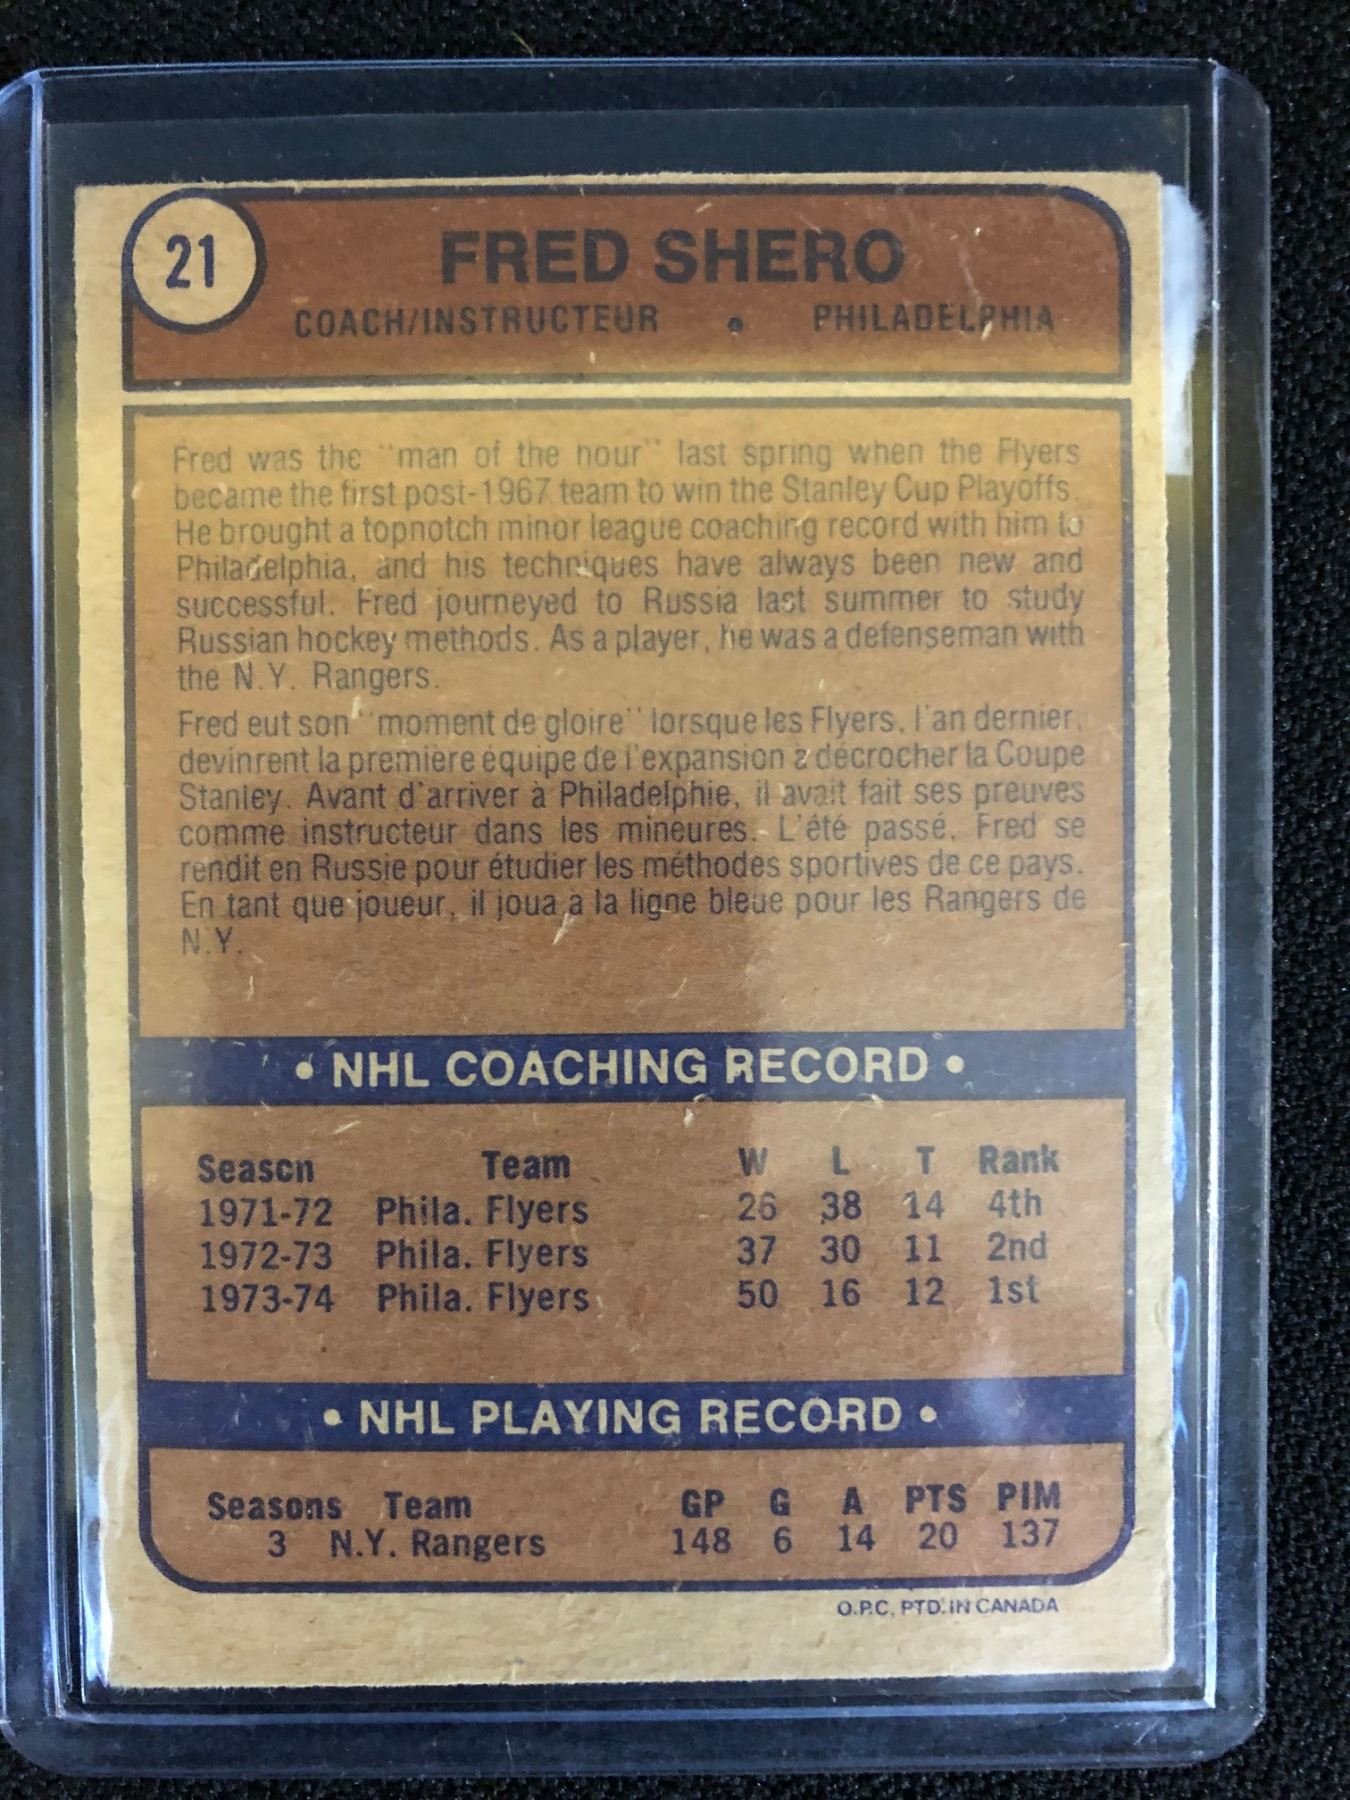 21
FRED SHERO
COACH/INSTRUCTEUR • PHILADELPHIA
Fred was the "man of the hour" last spring when the Flyers
became the first post-1967 team to win the Stanley Cup Playoffs.
He brought a topnotch minor league coaching record with him to
Philadelphia, and his techniques have always been new and
successful. Fred journeyed to Russia last summer to study
Russian hockey methods. As a player, he was a defenseman with
the N.Y. Rangers.
Fred eut son "moment de gloire" lorsque les Flyers, l'an dernier,
devinrent la première équipe de l'expansion à décrocher la Coupe
Stanley. Avant d'arriver à Philadelphie, il avait fait ses preuves
comme instructeur dans les mineures. L'été passé, Fred se
rendit en Russie pour étudier les méthodes sportives de ce pays.
En tant que joueur, il joua à la ligne bleue pour les Rangers de
N.Y.
• NHL COACHING RECORD •
Season Team W L T Rank
1971-72 Phila. Flyers 26 38 14 4th
1972-73 Phila. Flyers 37 30 11 2nd
1973-74 Phila. Flyers 50 16 12 1st
• NHL PLAYING RECORD •
Seasons Team GP G A PTS PIM
3 N.Y. Rangers 148 6 14 20 137
O.P.C. PTD. IN CANADA